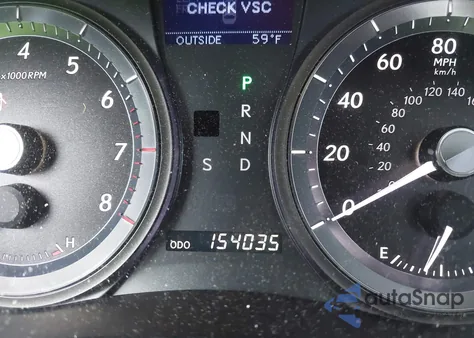 CHECK VSC
OUTSIDE 59°F
x1000RPM
4
5
6
7
8
H
P
R
N
S D
ODO 154035
0
20
40
60
80
MPH
km/h
20
40
60
80
100
120
140
E
autoSnap